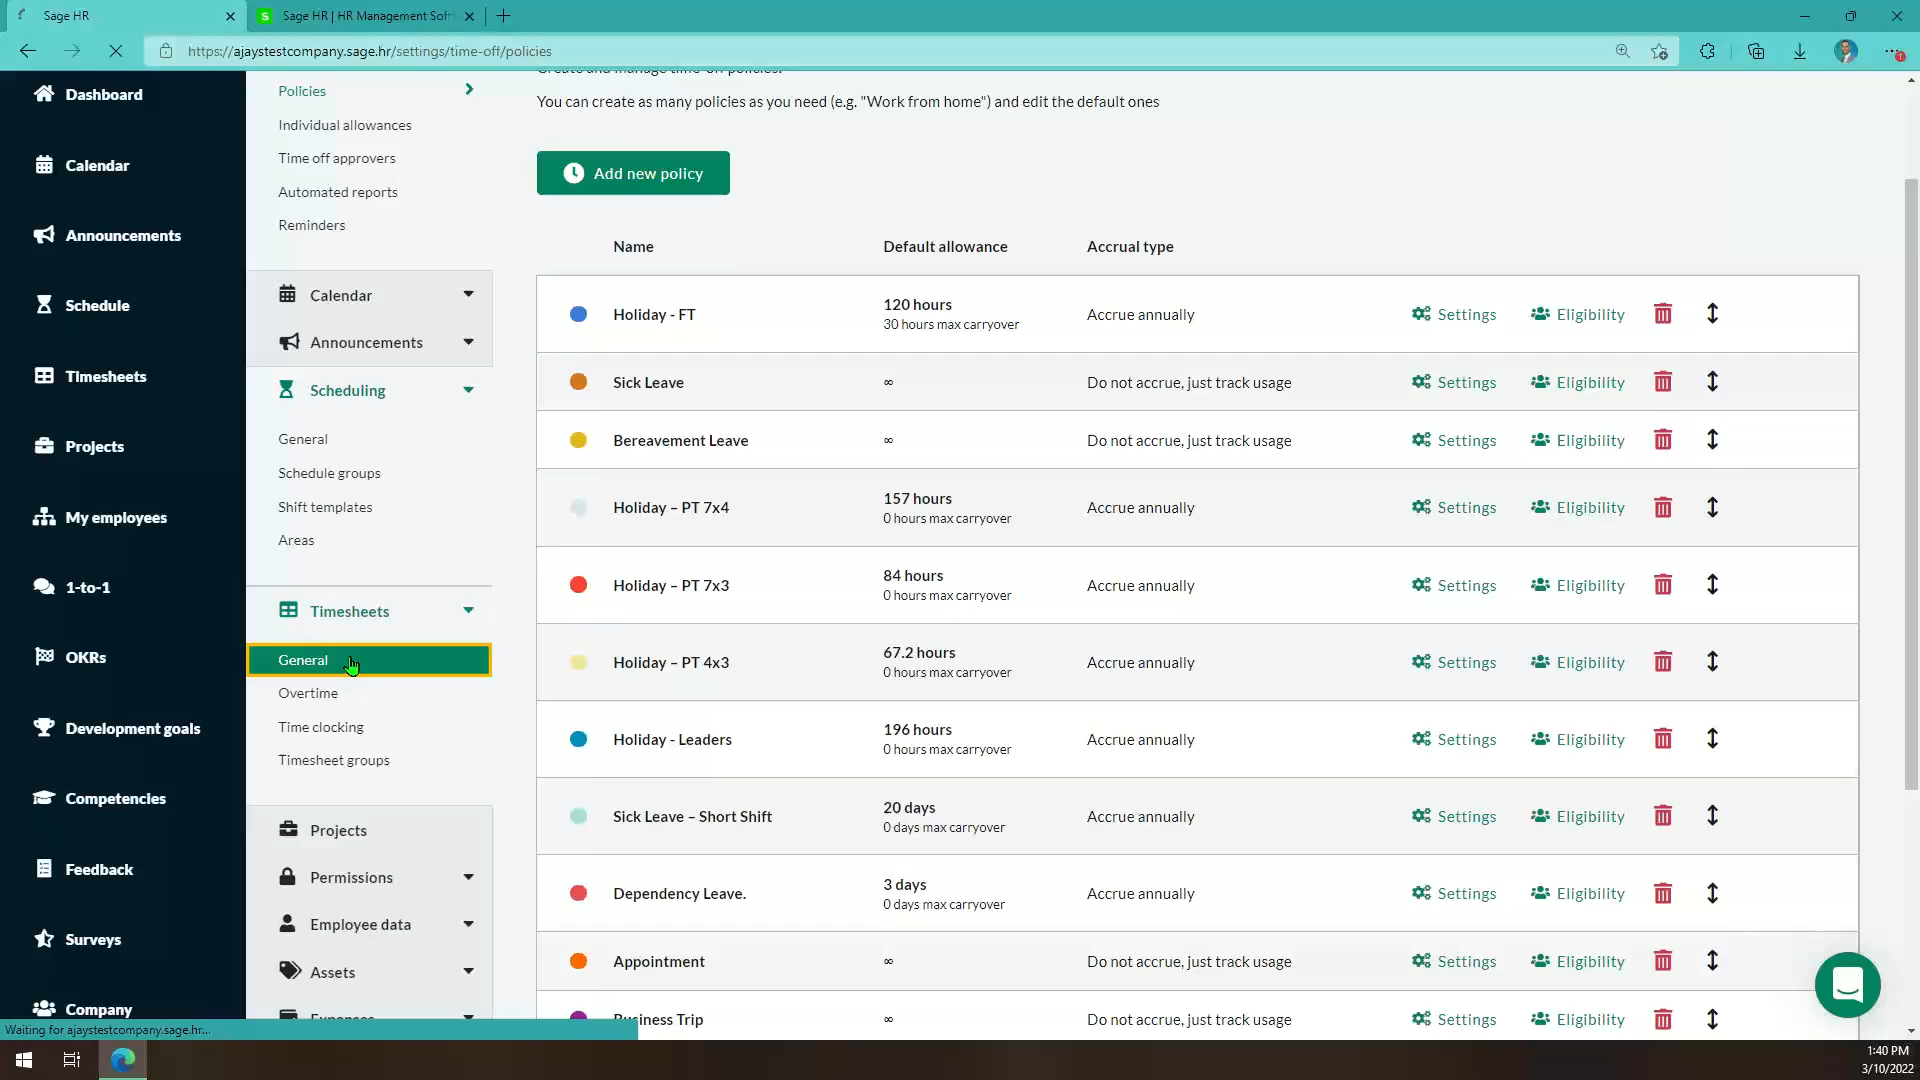 Sage HR
Sage HR | HR Management Soft
https://ajaystestcompany.sage.hr/settings/time-off/policies
Dashboard
Calendar
Announcements
Schedule
Timesheets
Projects
My employees
1-to-1
OKRs
Development goals
Competencies
Feedback
Surveys
Company
Policies
Individual allowances
Time off approvers
Automated reports
Reminders
Calendar
Announcements
Scheduling
General
Schedule groups
Shift templates
Areas
Timesheets
General
Overtime
Time clocking
Timesheet groups
Projects
Permissions
Employee data
Assets
Expenses
Create and manage time-off policies.
You can create as many policies as you need (e.g. "Work from home") and edit the default ones
Add new policy
Name Default allowance Accrual type
Holiday - FT 120 hours 30 hours max carryover Accrue annually Settings Eligibility
Sick Leave ∞ Do not accrue, just track usage Settings Eligibility
Bereavement Leave ∞ Do not accrue, just track usage Settings Eligibility
Holiday – PT 7x4 157 hours 0 hours max carryover Accrue annually Settings Eligibility
Holiday – PT 7x3 84 hours 0 hours max carryover Accrue annually Settings Eligibility
Holiday – PT 4x3 67.2 hours 0 hours max carryover Accrue annually Settings Eligibility
Holiday - Leaders 196 hours 0 hours max carryover Accrue annually Settings Eligibility
Sick Leave – Short Shift 20 days 0 days max carryover Accrue annually Settings Eligibility
Dependency Leave. 3 days 0 days max carryover Accrue annually Settings Eligibility
Appointment ∞ Do not accrue, just track usage Settings Eligibility
Business Trip ∞ Do not accrue, just track usage Settings Eligibility
Waiting for ajaystestcompany.sage.hr...
1:40 PM
3/10/2022